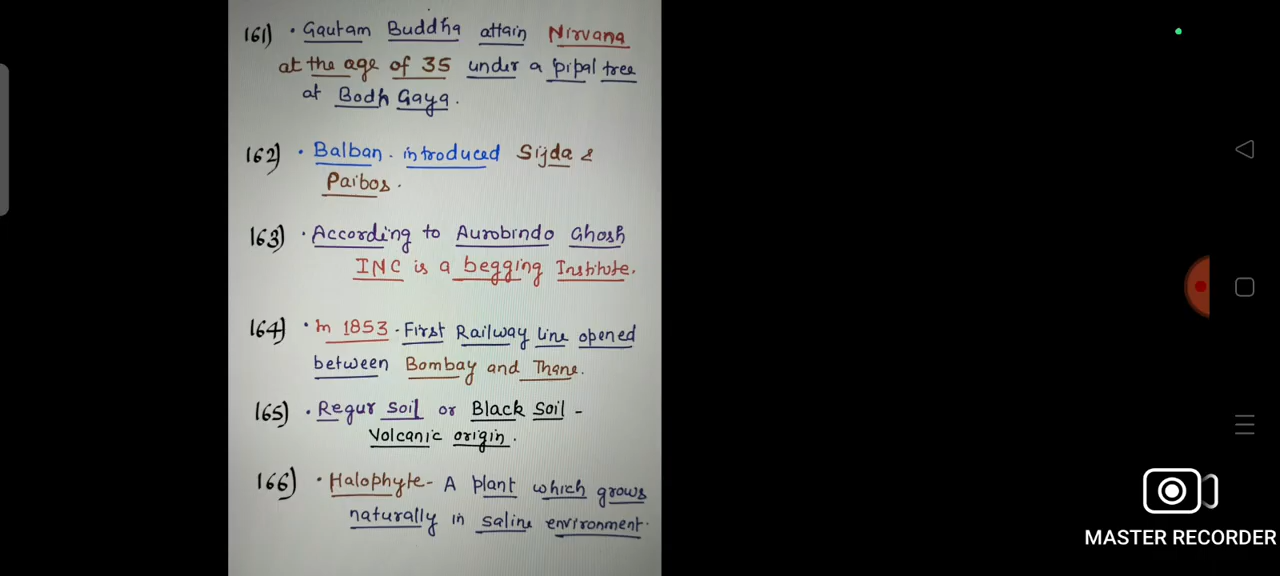 161) • Gautam Buddha attain Nirvana
at the age of 35 under a pipal tree
at Bodh Gaya.
162) • Balban. introduced Sijda &
Paibos.
163) • According to Aurobindo Ghosh
INC is a begging Institute.
164) • In 1853 - First Railway line opened
between Bombay and Thane.
165) • Regur Soil or Black Soil -
Volcanic origin.
166) • Halophyte - A plant which grows
naturally in saline environment.
MASTER RECORDER